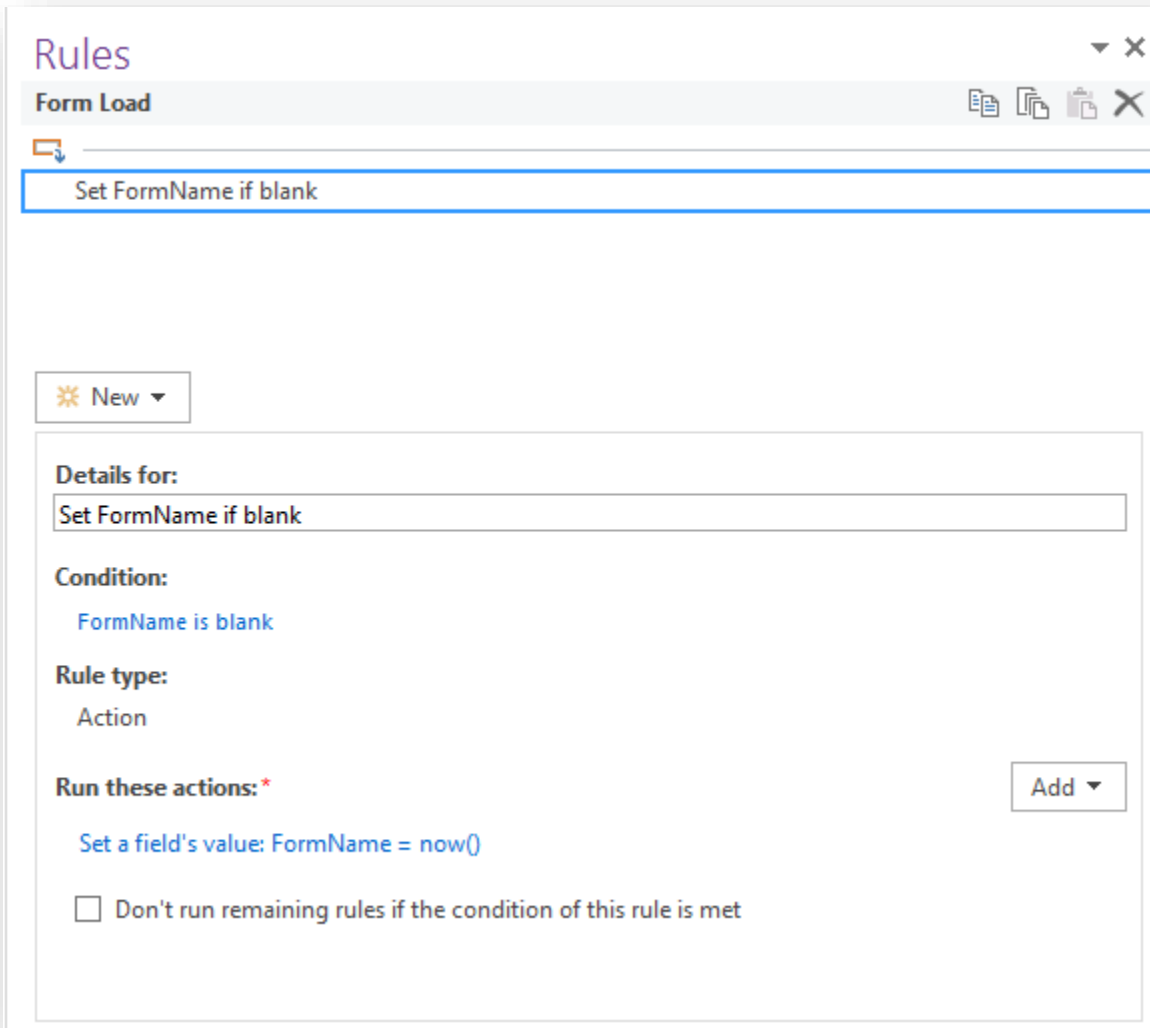 Rules
Form Load
Set FormName if blank
New
Details for:
Set FormName if blank
Condition:
FormName is blank
Rule type:
Action
Run these actions:*
Add
Set a field's value: FormName = now()
Don't run remaining rules if the condition of this rule is met